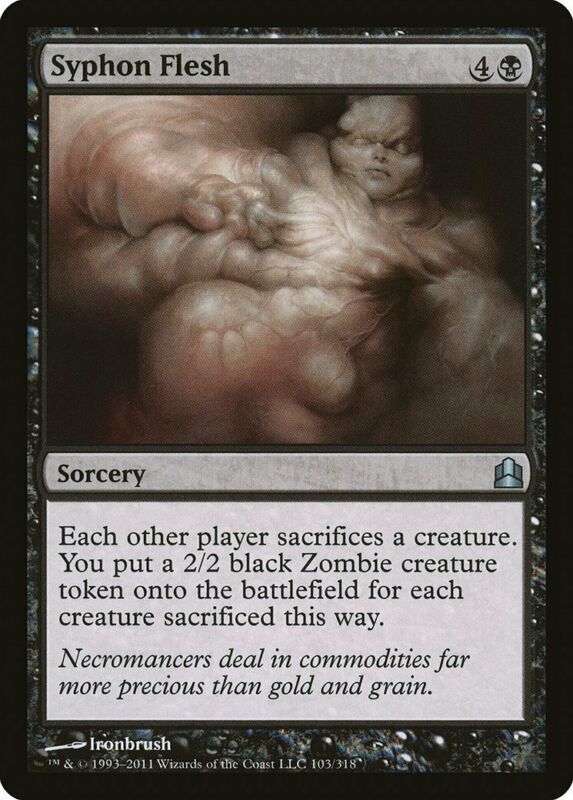 Syphon Flesh 4
Sorcery
Each other player sacrifices a creature.
You put a 2/2 black Zombie creature
token onto the battlefield for each
creature sacrificed this way.
Necromancers deal in commodities far
more precious than gold and grain.
Ironbrush
™ & © 1993–2011 Wizards of the Coast LLC 103/318